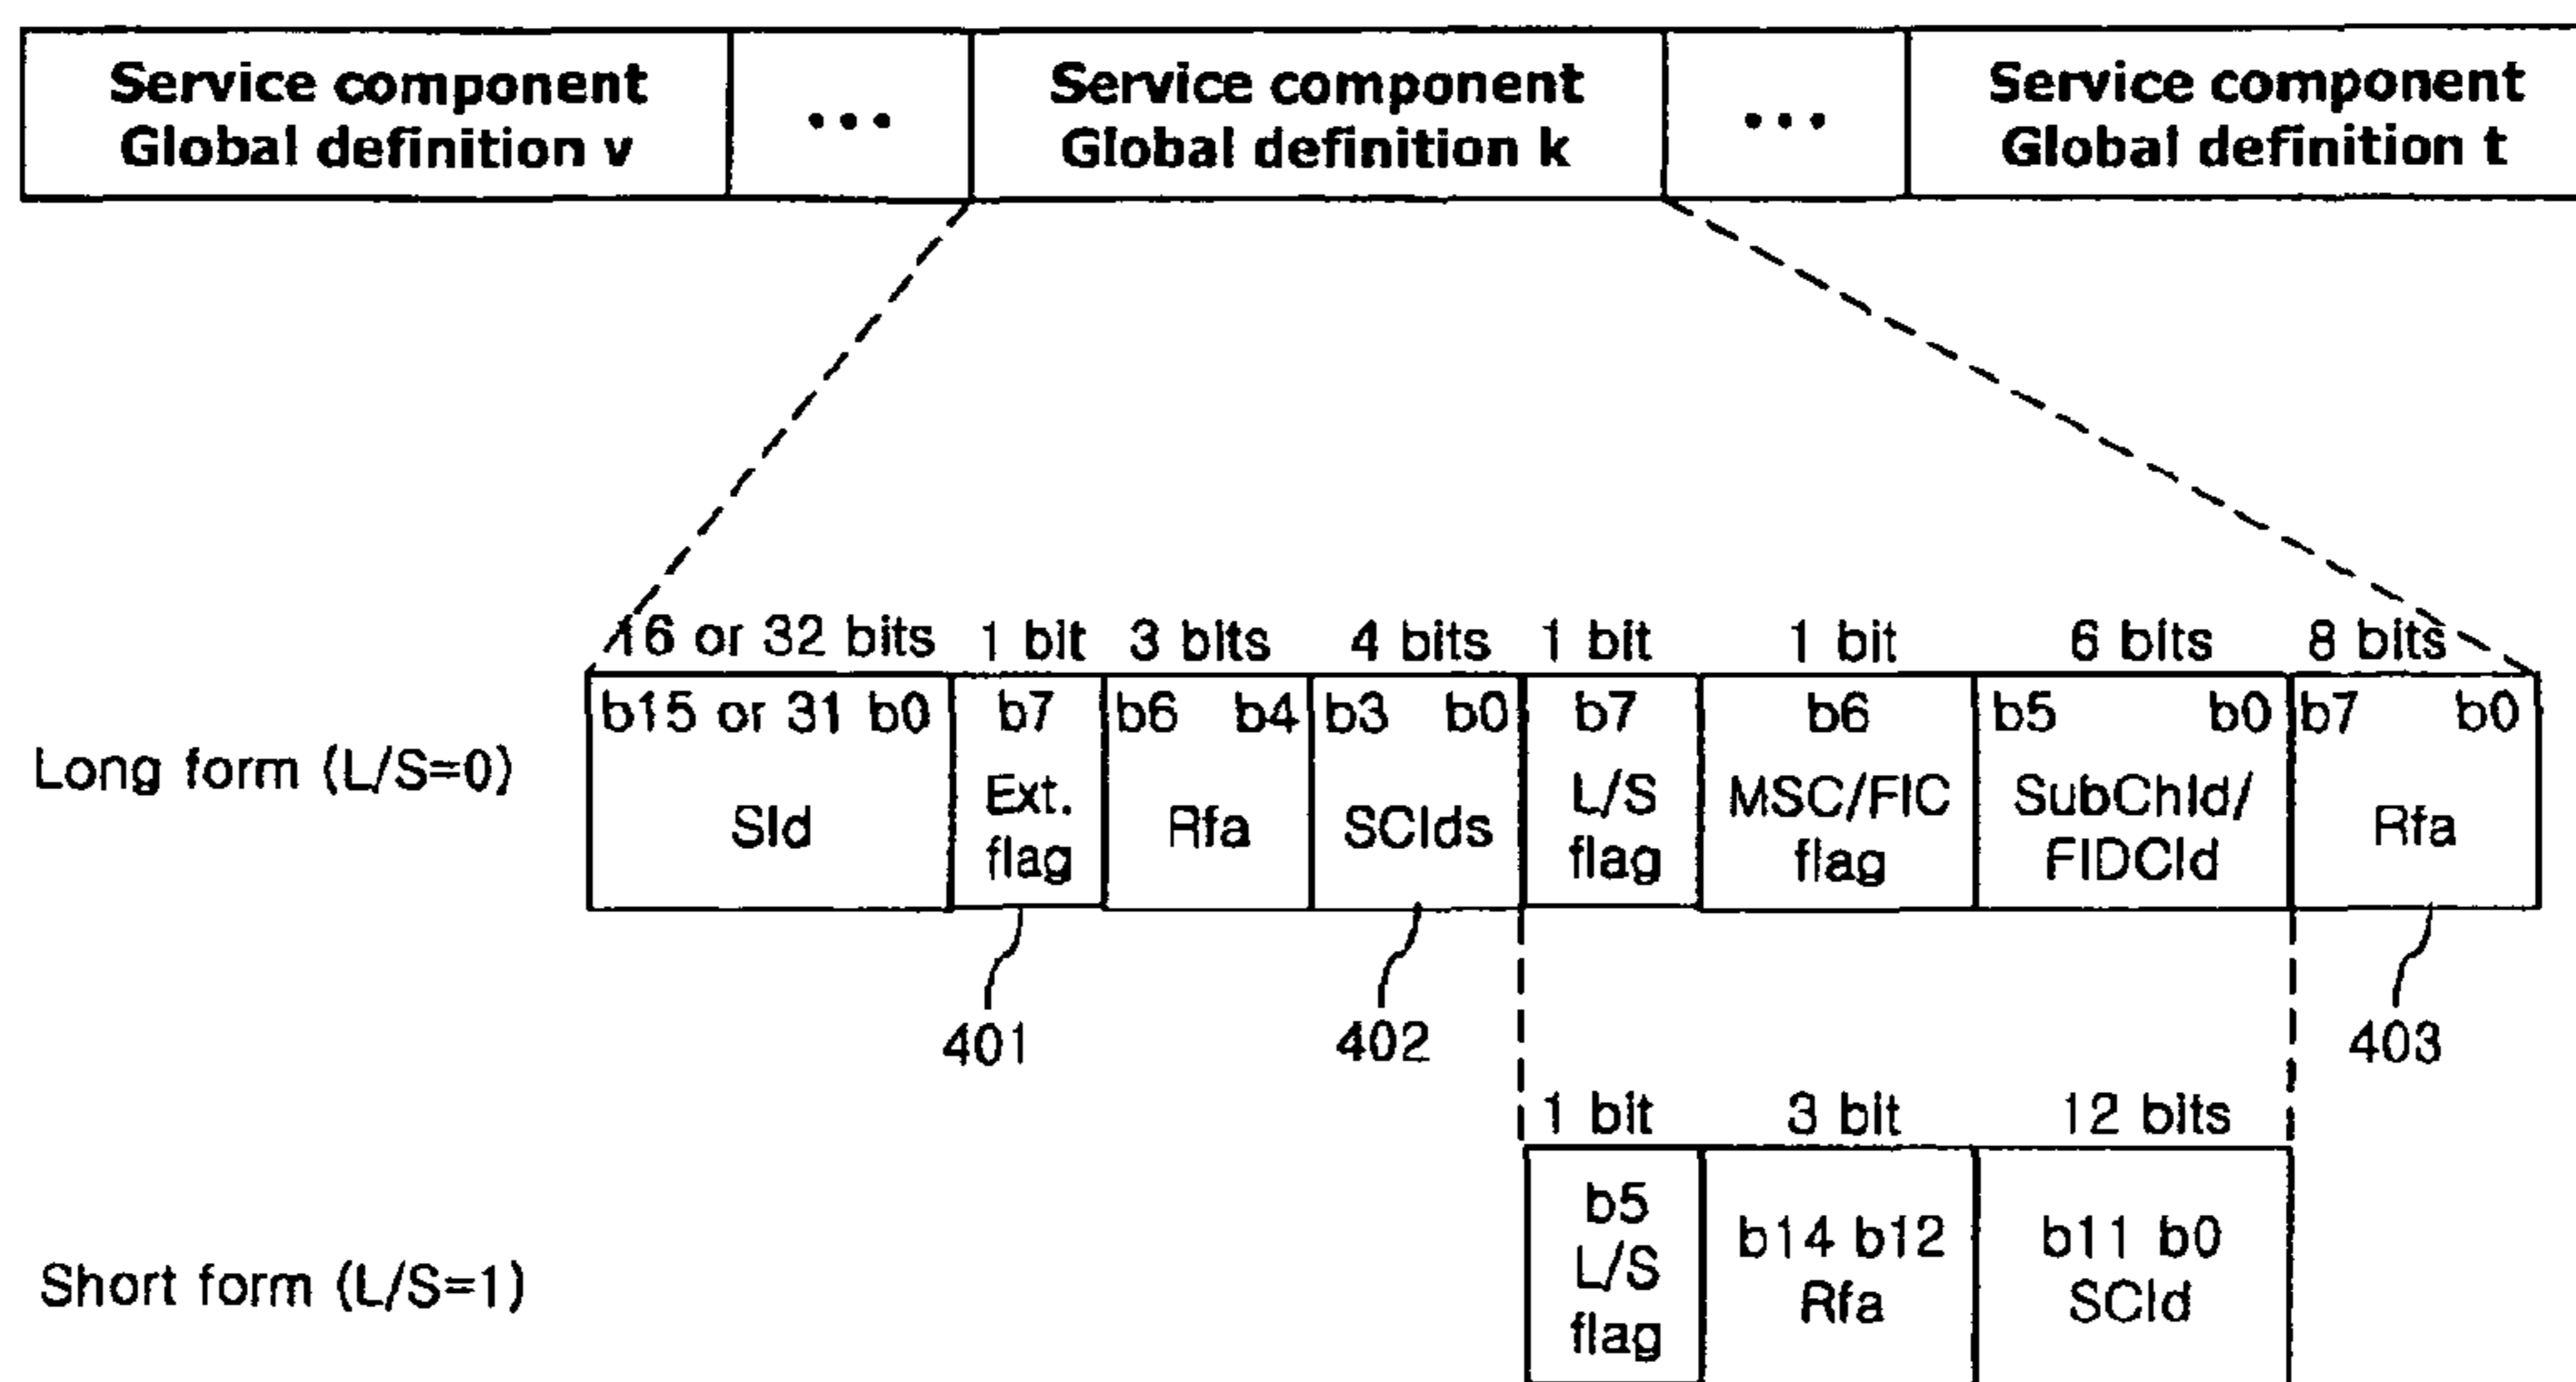 Service component
Global definition v
...
Service component
Global definition k
...
Service component
Global definition t
16 or 32 bits 1 bit 3 bits 4 bits 1 bit 1 bit 6 bits 8 bits
b15 or 31 b0 b7 b6 b4 b3 b0 b7 b6 b5 b0 b7 b0
Long form (L/S=0)
SId
Ext.
flag
Rfa
SCIds
L/S
flag
MSC/FIC
flag
SubChId/
FIDCId
Rfa
401
402
403
1 bit 3 bit 12 bits
Short form (L/S=1)
b5
L/S
flag
b14 b12
Rfa
b11 b0
SCId